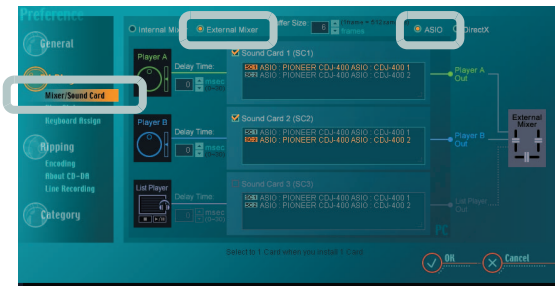 Preference
General
Mixer/Sound Card
Keyboard Assign
Ripping
Encoding
About CD-DA
Line Recording
Category
Internal Mi
External Mixer
ffer Size
6
frames
ASIO
DirectX
Player A
Delay Time:
0
msec
Sound Card 1 (SC1)
ASIO : PIONEER CDJ-400 ASIO : CDJ-400 1
ASIO : PIONEER CDJ-400 ASIO : CDJ-400 2
Player A
Out
Player B
Delay Time:
0
msec
Sound Card 2 (SC2)
ASIO : PIONEER CDJ-400 ASIO : CDJ-400 1
ASIO : PIONEER CDJ-400 ASIO : CDJ-400 2
Player B
Out
External
Mixer
List Player
Delay Time:
0
msec
Sound Card 3 (SC3)
ASIO : PIONEER CDJ-400 ASIO : CDJ-400 1
ASIO : PIONEER CDJ-400 ASIO : CDJ-400 2
List Player
Out
PC
Select to 1 Card when you install 1 Card
OK
Cancel